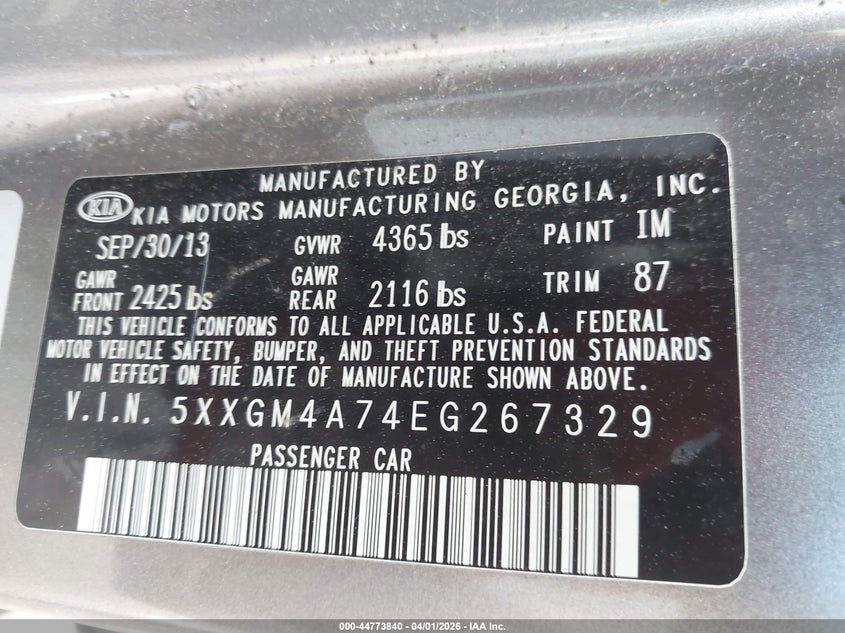 MANUFACTURED BY
KIA KIA MOTORS MANUFACTURING GEORGIA, INC.
SEP/30/13 GVWR 4365 lbs PAINT IM
GAWR FRONT 2425 lbs GAWR REAR 2116 lbs TRIM 87
THIS VEHICLE CONFORMS TO ALL APPLICABLE U.S.A. FEDERAL
MOTOR VEHICLE SAFETY, BUMPER, AND THEFT PREVENTION STANDARDS
IN EFFECT ON THE DATE OF MANUFACTURE SHOWN ABOVE.
V.I.N. 5XXGM4A74EG267329
PASSENGER CAR
000-44773840 - 04/01/2026 - IAA Inc.